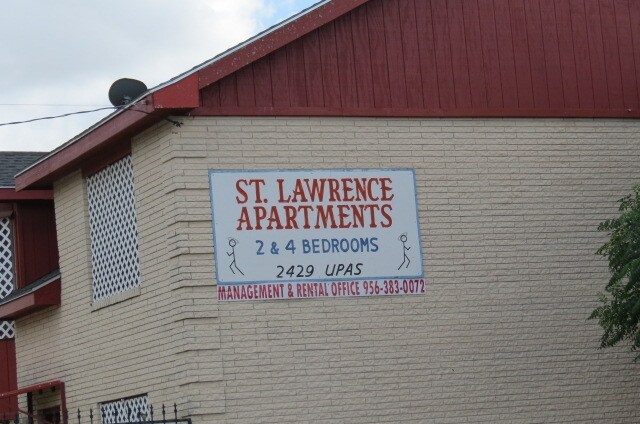 ST. LAWRENCE
APARTMENTS
2 & 4 BEDROOMS
2429 UPAS
MANAGEMENT & RENTAL OFFICE 956-383-0072